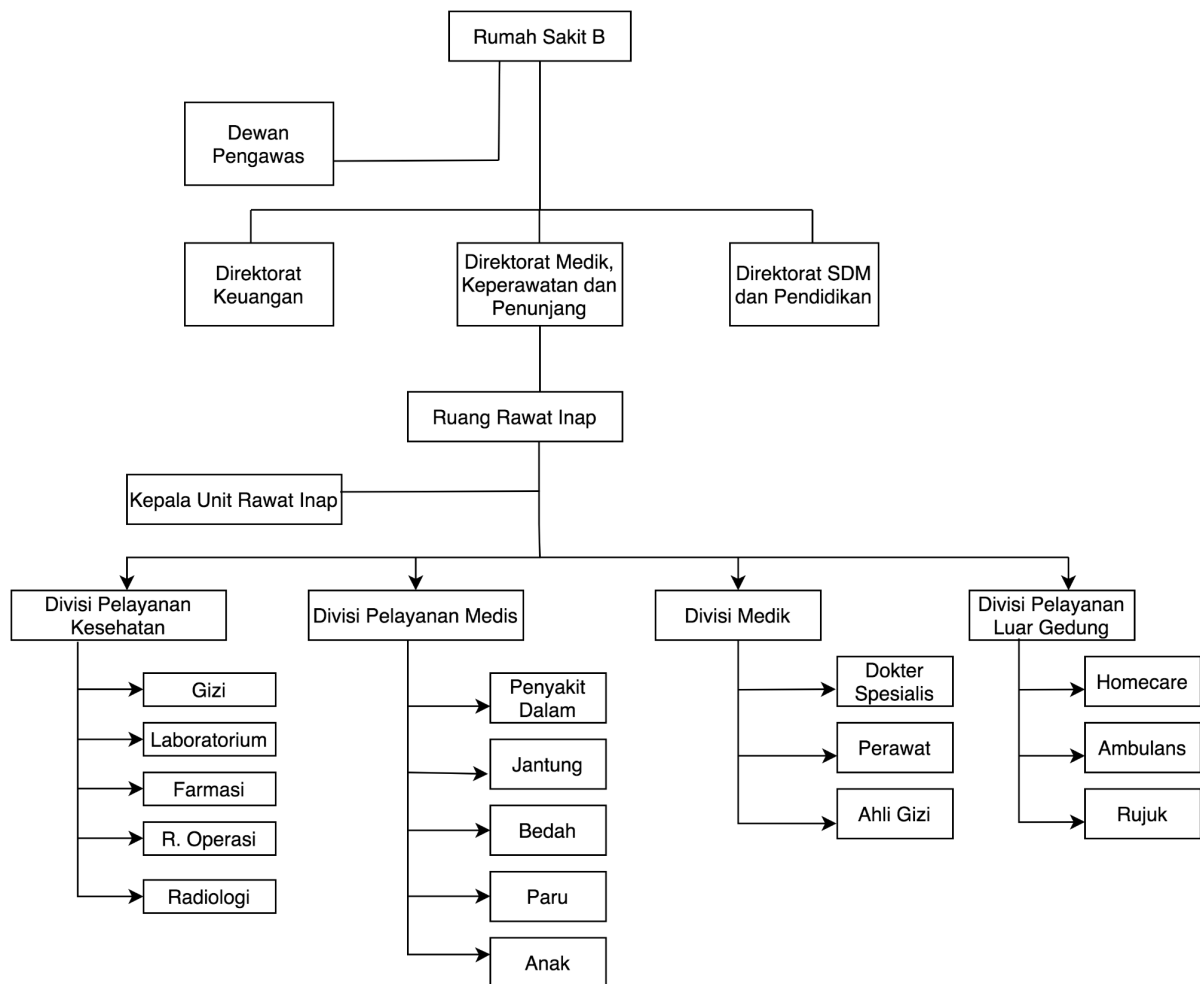 Rumah Sakit B
Dewan
Pengawas
Direktorat
Keuangan
Direktorat Medik,
Keperawatan dan
Penunjang
Direktorat SDM
dan Pendidikan
Ruang Rawat Inap
Kepala Unit Rawat Inap
Divisi Pelayanan
Kesehatan
Gizi
Laboratorium
Farmasi
R. Operasi
Radiologi
Divisi Pelayanan Medis
Penyakit
Dalam
Jantung
Bedah
Paru
Anak
Divisi Medik
Dokter
Spesialis
Perawat
Ahli Gizi
Divisi Pelayanan
Luar Gedung
Homecare
Ambulans
Rujuk